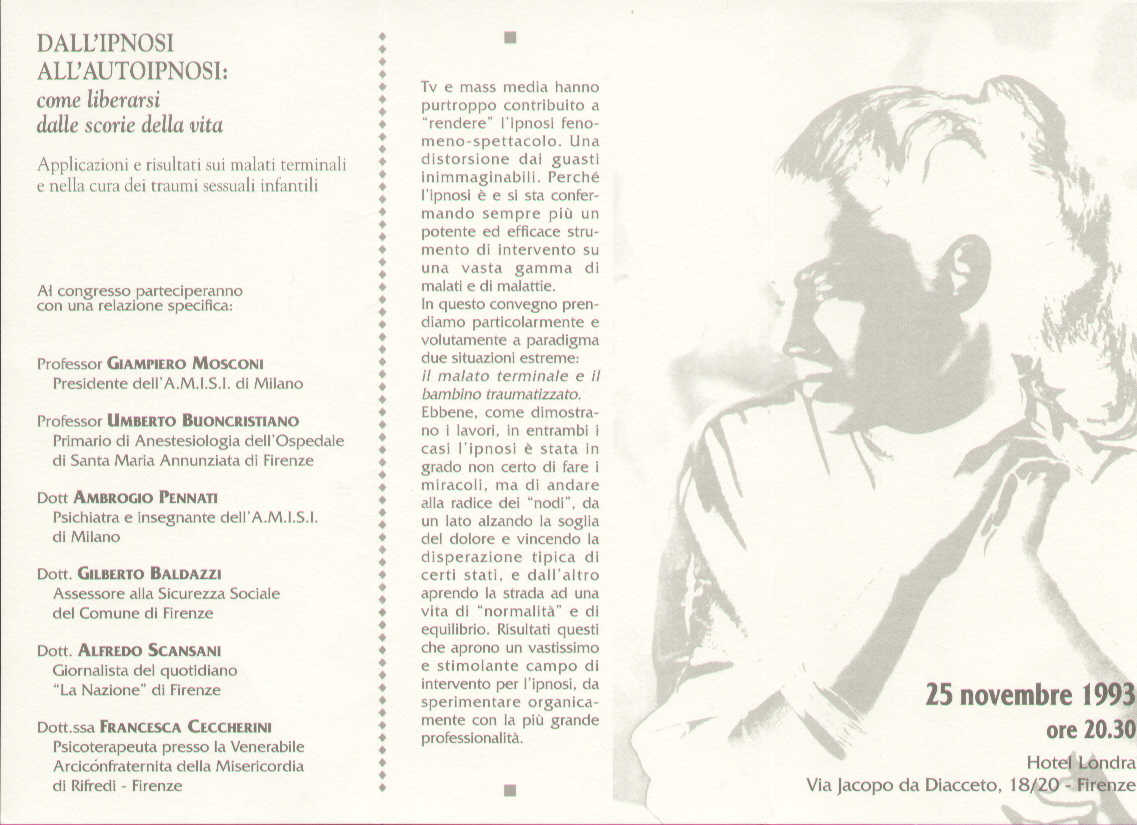 DALL'IPNOSI
ALL'AUTOIPNOSI:
come liberarsi
dalle scorie della vita
Applicazioni e risultati sui malati terminali
e nella cura dei traumi sessuali infantili
Al congresso parteciperanno
con una relazione specifica:
Professor GIAMPIERO MOSCONI
Presidente dell'A.M.I.S.I. di Milano
Professor UMBERTO BUONCRISTIANO
Primario di Anestesiologia dell'Ospedale
di Santa Maria Annunziata di Firenze
Dott AMBROGIO PENNATI
Psichiatra e insegnante dell'A.M.I.S.I.
di Milano
Dott. GILBERTO BALDAZZI
Assessore alla Sicurezza Sociale
del Comune di Firenze
Dott. ALFREDO SCANSANI
Giornalista del quotidiano
"La Nazione" di Firenze
Dott.ssa FRANCESCA CECCHERINI
Psicoterapeuta presso la Venerabile
Arcicónfraternita della Misericordia
di Rifredi - Firenze
Tv e mass media hanno
purtroppo contribuito a
"rendere" l'ipnosi feno-
meno-spettacolo. Una
distorsione dai guasti
inimmaginabili. Perché
l'ipnosi è e si sta confer-
mando sempre più un
potente ed efficace stru-
mento di intervento su
una vasta gamma di
malati e di malattie.
In questo convegno pren-
diamo particolarmente e
volutamente a paradigma
due situazioni estreme:
il malato terminale e il
bambino traumatizzato.
Ebbene, come dimostra-
no i lavori, in entrambi i
casi l'ipnosi è stata in
grado non certo di fare i
miracoli, ma di andare
alla radice dei "nodi", da
un lato alzando la soglia
del dolore e vincendo la
disperazione tipica di
certi stati, e dall'altro
aprendo la strada ad una
vita di "normalità" e di
equilibrio. Risultati questi
che aprono un vastissimo
e stimolante campo di
intervento per l'ipnosi, da
sperimentare organica-
mente con la più grande
professionalità.
25 novembre 1993
ore 20.30
Hotel Londra
Via Jacopo da Diacceto, 18/20 - Firenze